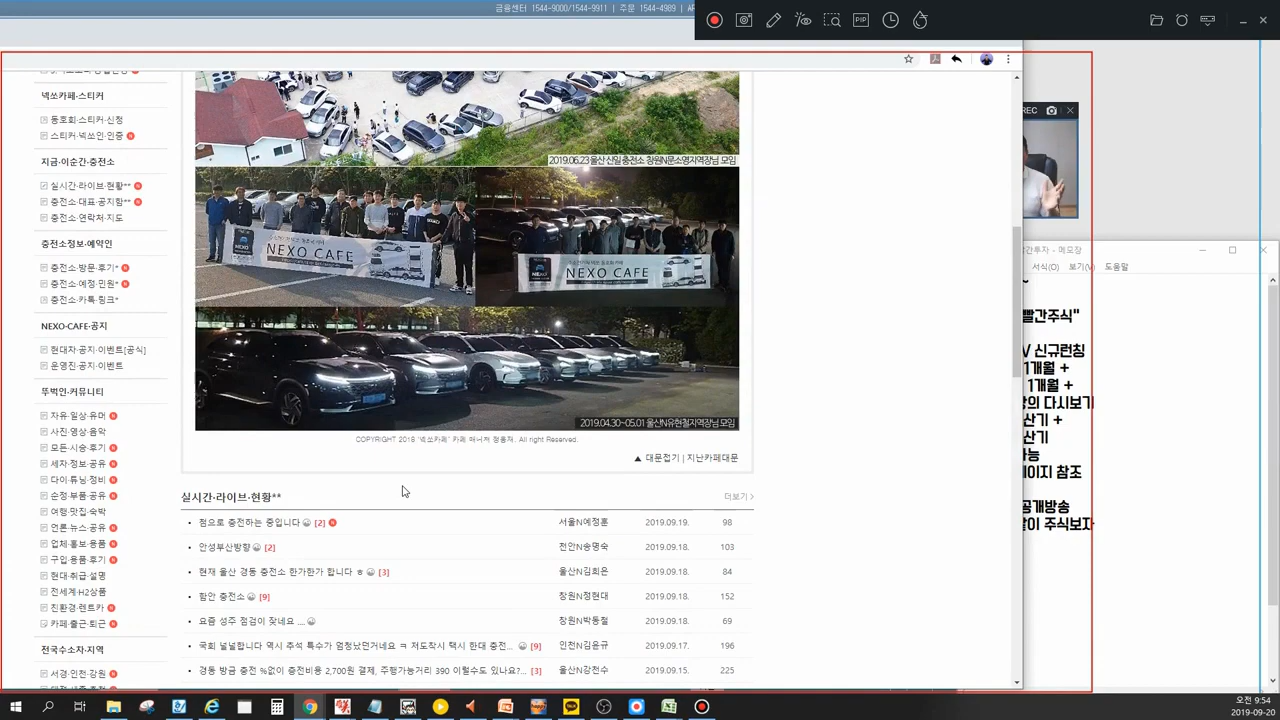 금융센터 1544-9000/1544-9911 | 주문 1544-4989 |
PIP
넥쏘카페·스티커
동호회·스티커·신청
스티커·넥쏘인·인증
지금·이순간·충전소
실시간·라이브·현황**
충전소·대표·공지함**
충전소·연락처·지도
충전소정보·예약인
충전소·방문·후기*
충전소·예정·민원*
충전소·카톡·링크*
NEXO·CAFE·공지
현대차·공지·이벤트[공식]
운영진·공지·이벤트
뚜벅인·커뮤니티
자유·일상·유머
사진·영상·음악
모든·시승·후기
세차·정보·공유
다이·튜닝·정비
순정·부품·공유
여행·맛집·숙박
언론·뉴스·공유
업체·홍보·용품
구입·용품·후기
현대·취급·설명
전세계·H2상품
친환경·렌트카
카페·출근·퇴근
전국수소차·지역
서경·인천·강원
2019.06.23 울산 신일 충전소 창원N문소영지역장님 모임
NEXO CAFE
NEXO CAFE
2019.04.30~05.01 울산N유현철지역장님 모임
COPYRIGHT 2018 '넥쏘카페' 카페 매니저 정용재. All right Reserved.
▲ 대문접기 | 지난카페대문
실시간·라이브·현황**
더보기 >
점으로 충전하는 중입니다 [2] 서울N예정훈 2019.09.19. 98
안성부산방향 [2] 천안N송명숙 2019.09.18. 103
현재 울산 경동 충전소 한가한가 합니다 ㅎ [3] 울산N김희은 2019.09.18. 84
함안 충전소 [9] 창원N정현대 2019.09.18. 152
요즘 성주 점검이 잦네요 .... 창원N박동철 2019.09.18. 69
국회 널널합니다 역시 추석 특수가 엄청났던거네요 ㅋ 저도착시 택시 한대 충전... [9] 인천N김윤규 2019.09.17. 196
경동 방금 충전 %없이 충전비용 2,700원 결제, 주행가능거리 390 이럴수도 있나요?... [3] 울산N강전수 2019.09.15. 225
REC
빨간투자 - 메모장
서식(O) 보기(V) 도움말
~
빨간주식"
V 신규런칭
1개월 +
1개월 +
강의 다시보기
산기 +
산기
가능
페이지 참조
공개방송
같이 주식보자
오전 9:54
2019-09-20